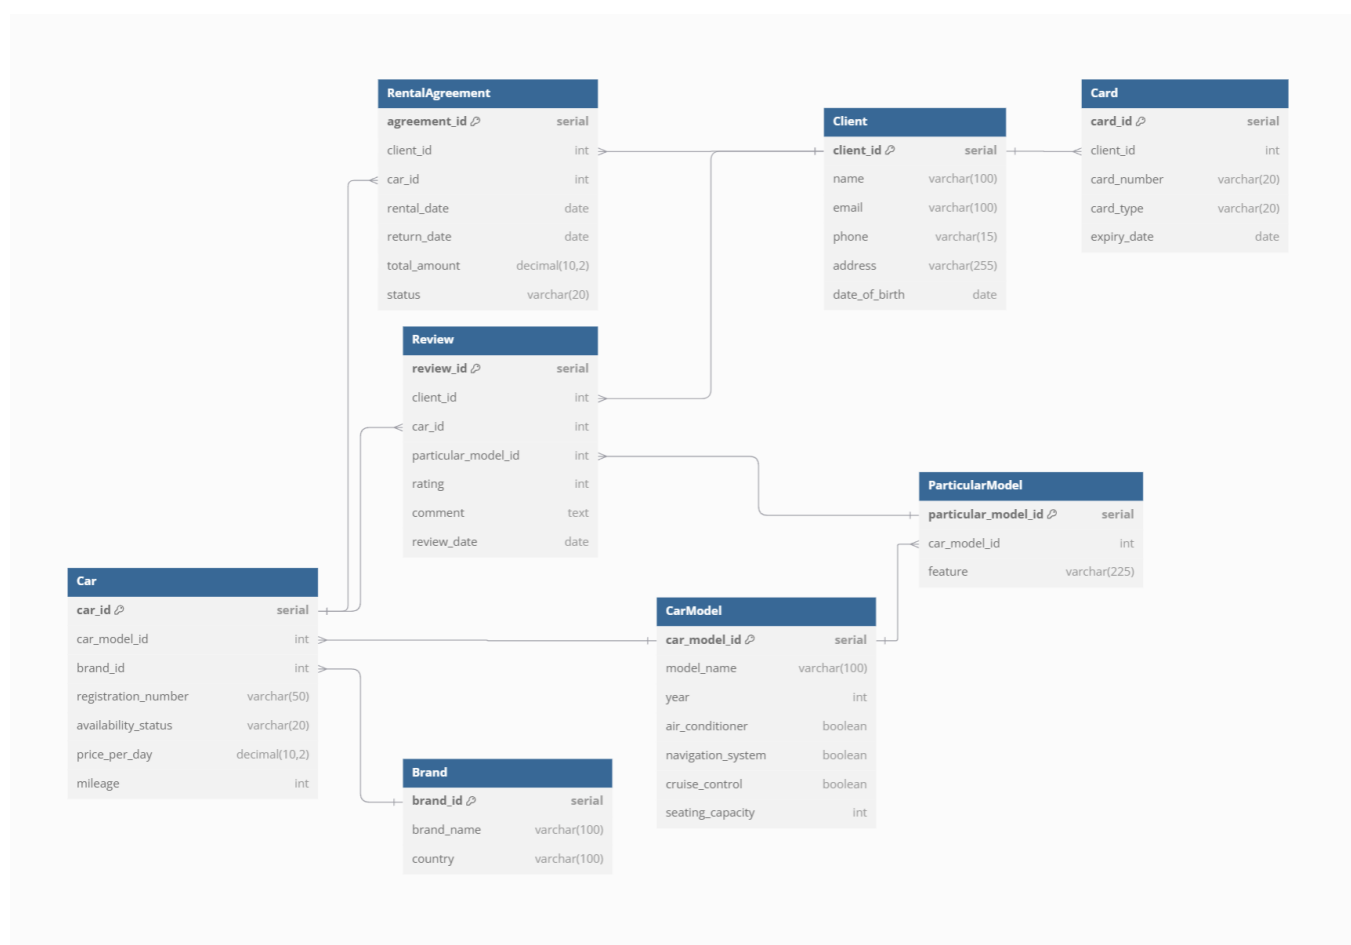 RentalAgreement
agreement_id serial
client_id int
car_id int
rental_date date
return_date date
total_amount decimal(10,2)
status varchar(20)
Client
client_id serial
name varchar(100)
email varchar(100)
phone varchar(15)
address varchar(255)
date_of_birth date
Card
card_id serial
client_id int
card_number varchar(20)
card_type varchar(20)
expiry_date date
Review
review_id serial
client_id int
car_id int
particular_model_id int
rating int
comment text
review_date date
ParticularModel
particular_model_id serial
car_model_id int
feature varchar(225)
Car
car_id serial
car_model_id int
brand_id int
registration_number varchar(50)
availability_status varchar(20)
price_per_day decimal(10,2)
mileage int
CarModel
car_model_id serial
model_name varchar(100)
year int
air_conditioner boolean
navigation_system boolean
cruise_control boolean
seating_capacity int
Brand
brand_id serial
brand_name varchar(100)
country varchar(100)